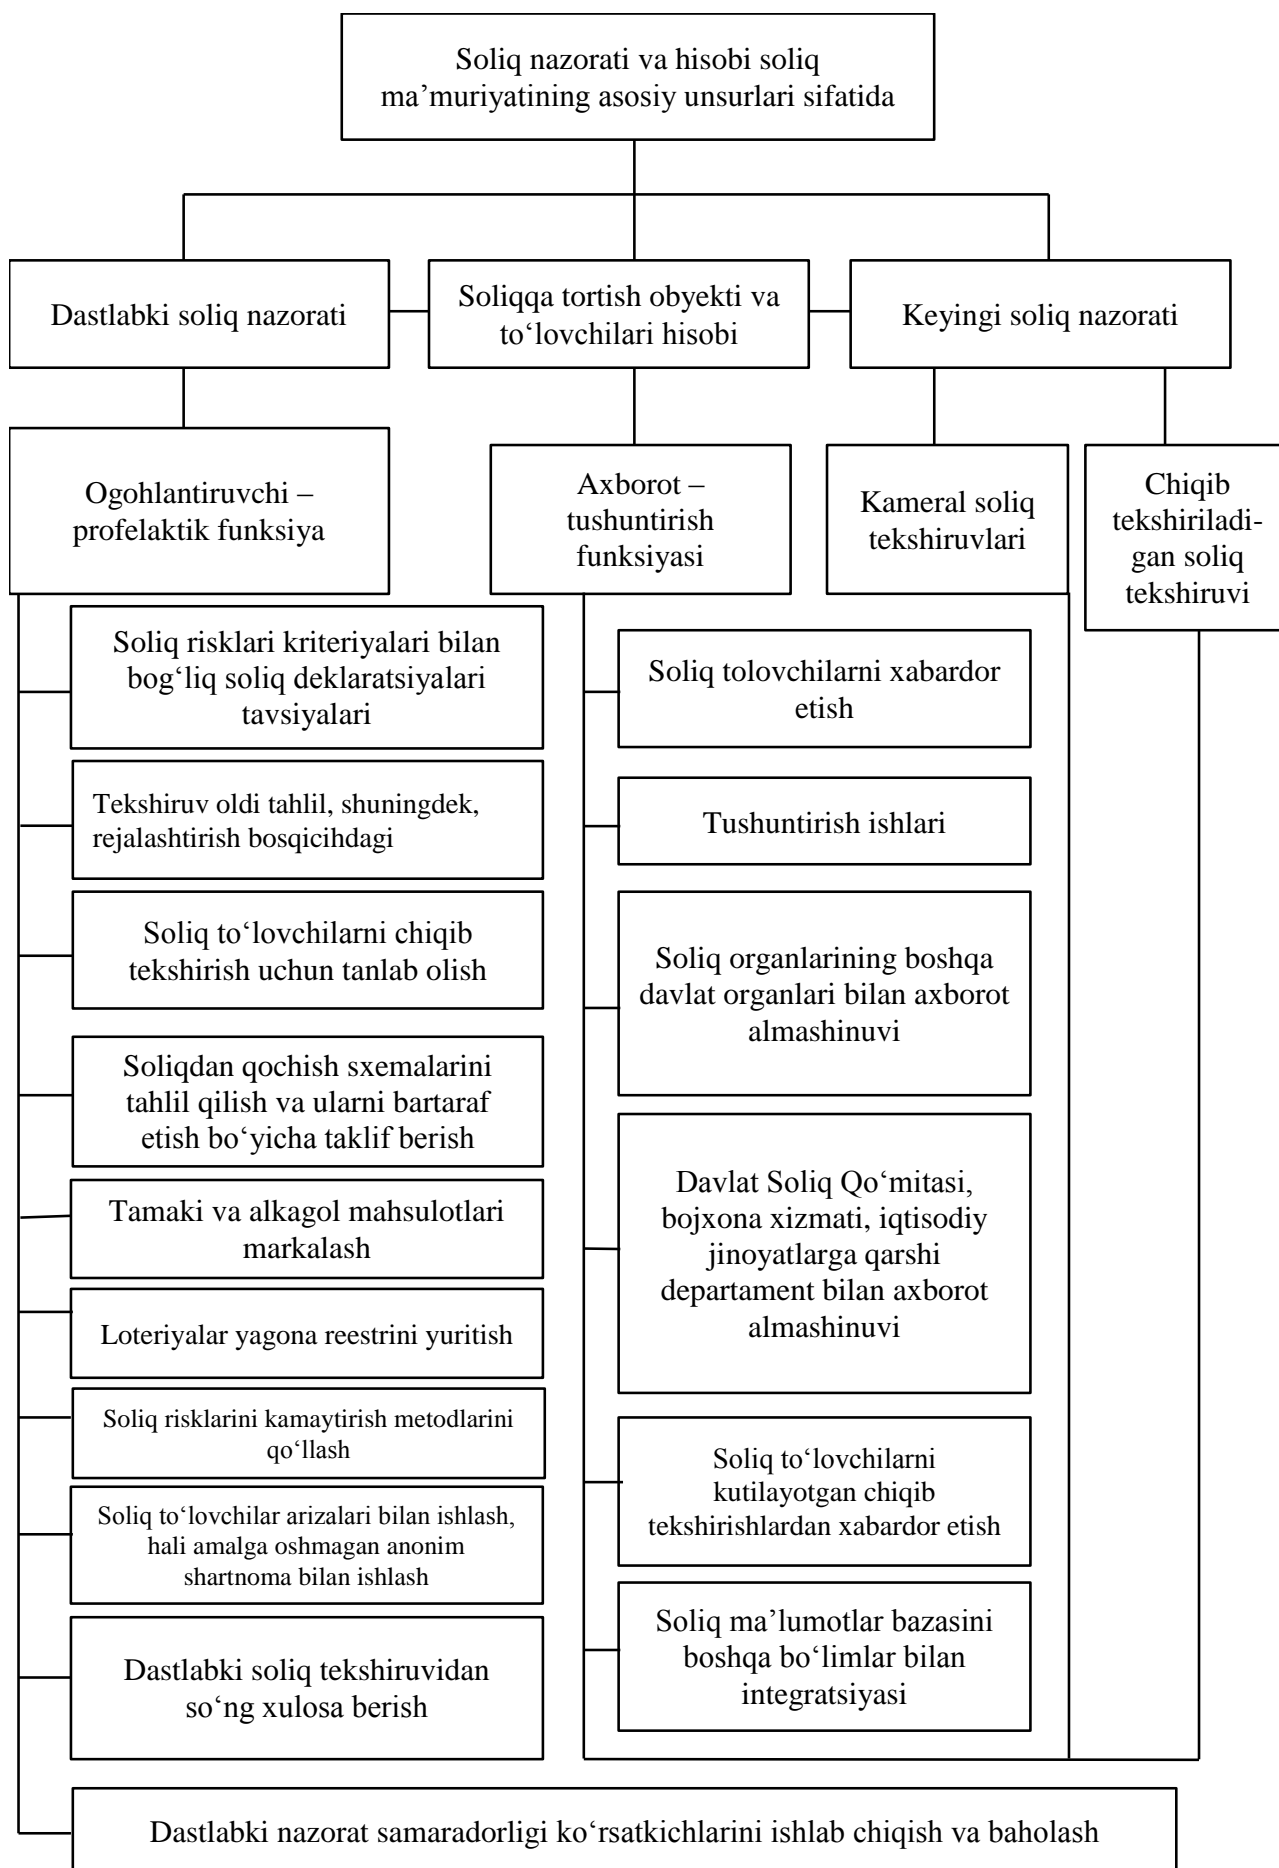 Soliq nazorati va hisobi soliq
ma’muriyatining asosiy unsurlari sifatida
Dastlabki soliq nazorati
Soliqqa tortish obyekti va
to‘lovchilari hisobi
Keyingi soliq nazorati
Ogohlantiruvchi –
profelaktik funksiya
Axborot –
tushuntirish
funksiyasi
Kameral soliq
tekshiruvlari
Chiqib
tekshiriladi-
gan soliq
tekshiruvi
Soliq risklari kriteriyalari bilan
bog‘liq soliq deklaratsiyalari
tavsiyalari
Tekshiruv oldi tahlil, shuningdek,
rejalashtirish bosqicihdagi
Soliq to‘lovchilarni chiqib
tekshirish uchun tanlab olish
Soliqdan qochish sxemalarini
tahlil qilish va ularni bartaraf
etish bo‘yicha taklif berish
Tamaki va alkagol mahsulotlari
markalash
Loteriyalar yagona reestrini yuritish
Soliq risklarini kamaytirish metodlarini
qo‘llash
Soliq to‘lovchilar arizalari bilan ishlash,
hali amalga oshmagan anonim
shartnoma bilan ishlash
Dastlabki soliq tekshiruvidan
so‘ng xulosa berish
Soliq tolovchilarni xabardor
etish
Tushuntirish ishlari
Soliq organlarining boshqa
davlat organlari bilan axborot
almashinuvi
Davlat Soliq Qo‘mitasi,
bojxona xizmati, iqtisodiy
jinoyatlarga qarshi
departament bilan axborot
almashinuvi
Soliq to‘lovchilarni
kutilayotgan chiqib
tekshirishlardan xabardor etish
Soliq ma’lumotlar bazasini
boshqa bo‘limlar bilan
integratsiyasi
Dastlabki nazorat samaradorligi ko‘rsatkichlarini ishlab chiqish va baholash